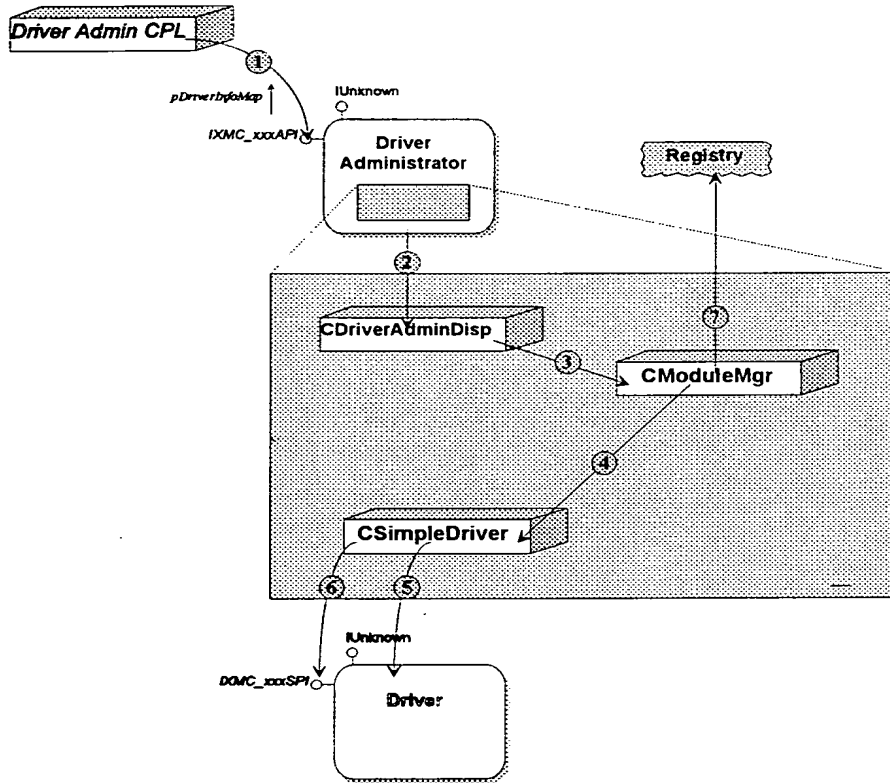 Driver Admin CPL
1
pDriverInfoMap
IUnknown
IXMC_xxxAPI
Driver
Administrator
Registry
2
CDriverAdminDisp
7
3
CModuleMgr
4
CSimpleDriver
6
5
IUnknown
IXMC_xxxSPI
Driver